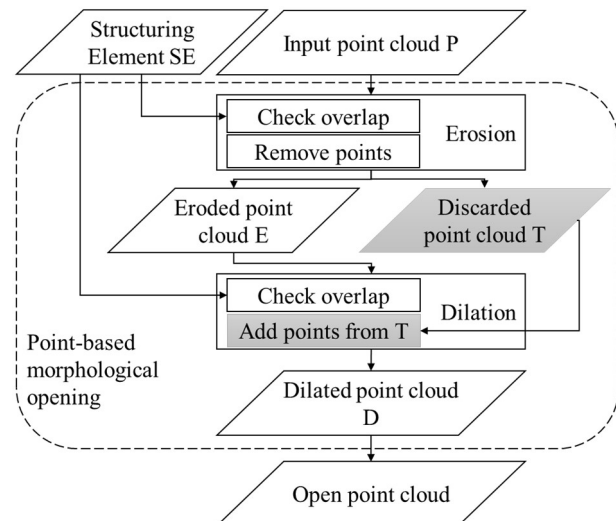 Structuring
Element SE
Input point cloud P
Check overlap
Remove points
Erosion
Eroded point
cloud E
Discarded
point cloud T
Check overlap
Add points from T
Dilation
Point-based
morphological
opening
Dilated point cloud
D
Open point cloud